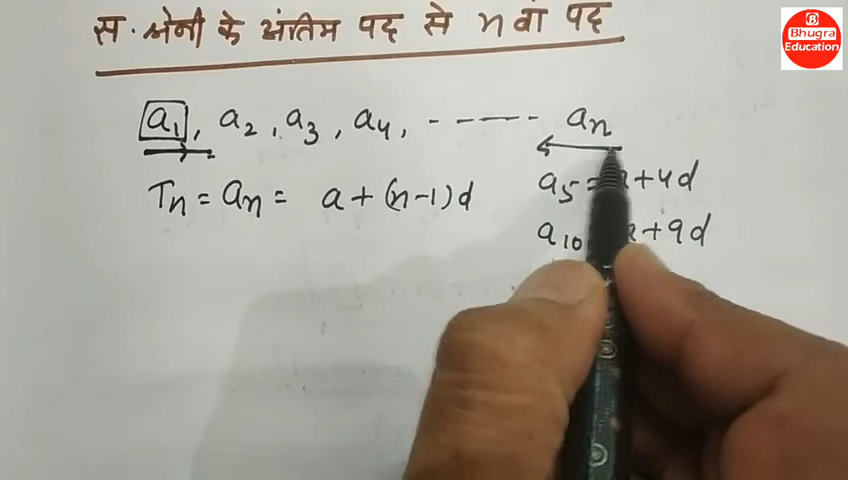 स. श्रेनी के अंतिम पद से n वां पद
a1, a2, a3, a4, ------ an
Tn = an = a + (n-1)d
a5 = a+4d
a10 = a+9d
B
Bhugra
Education